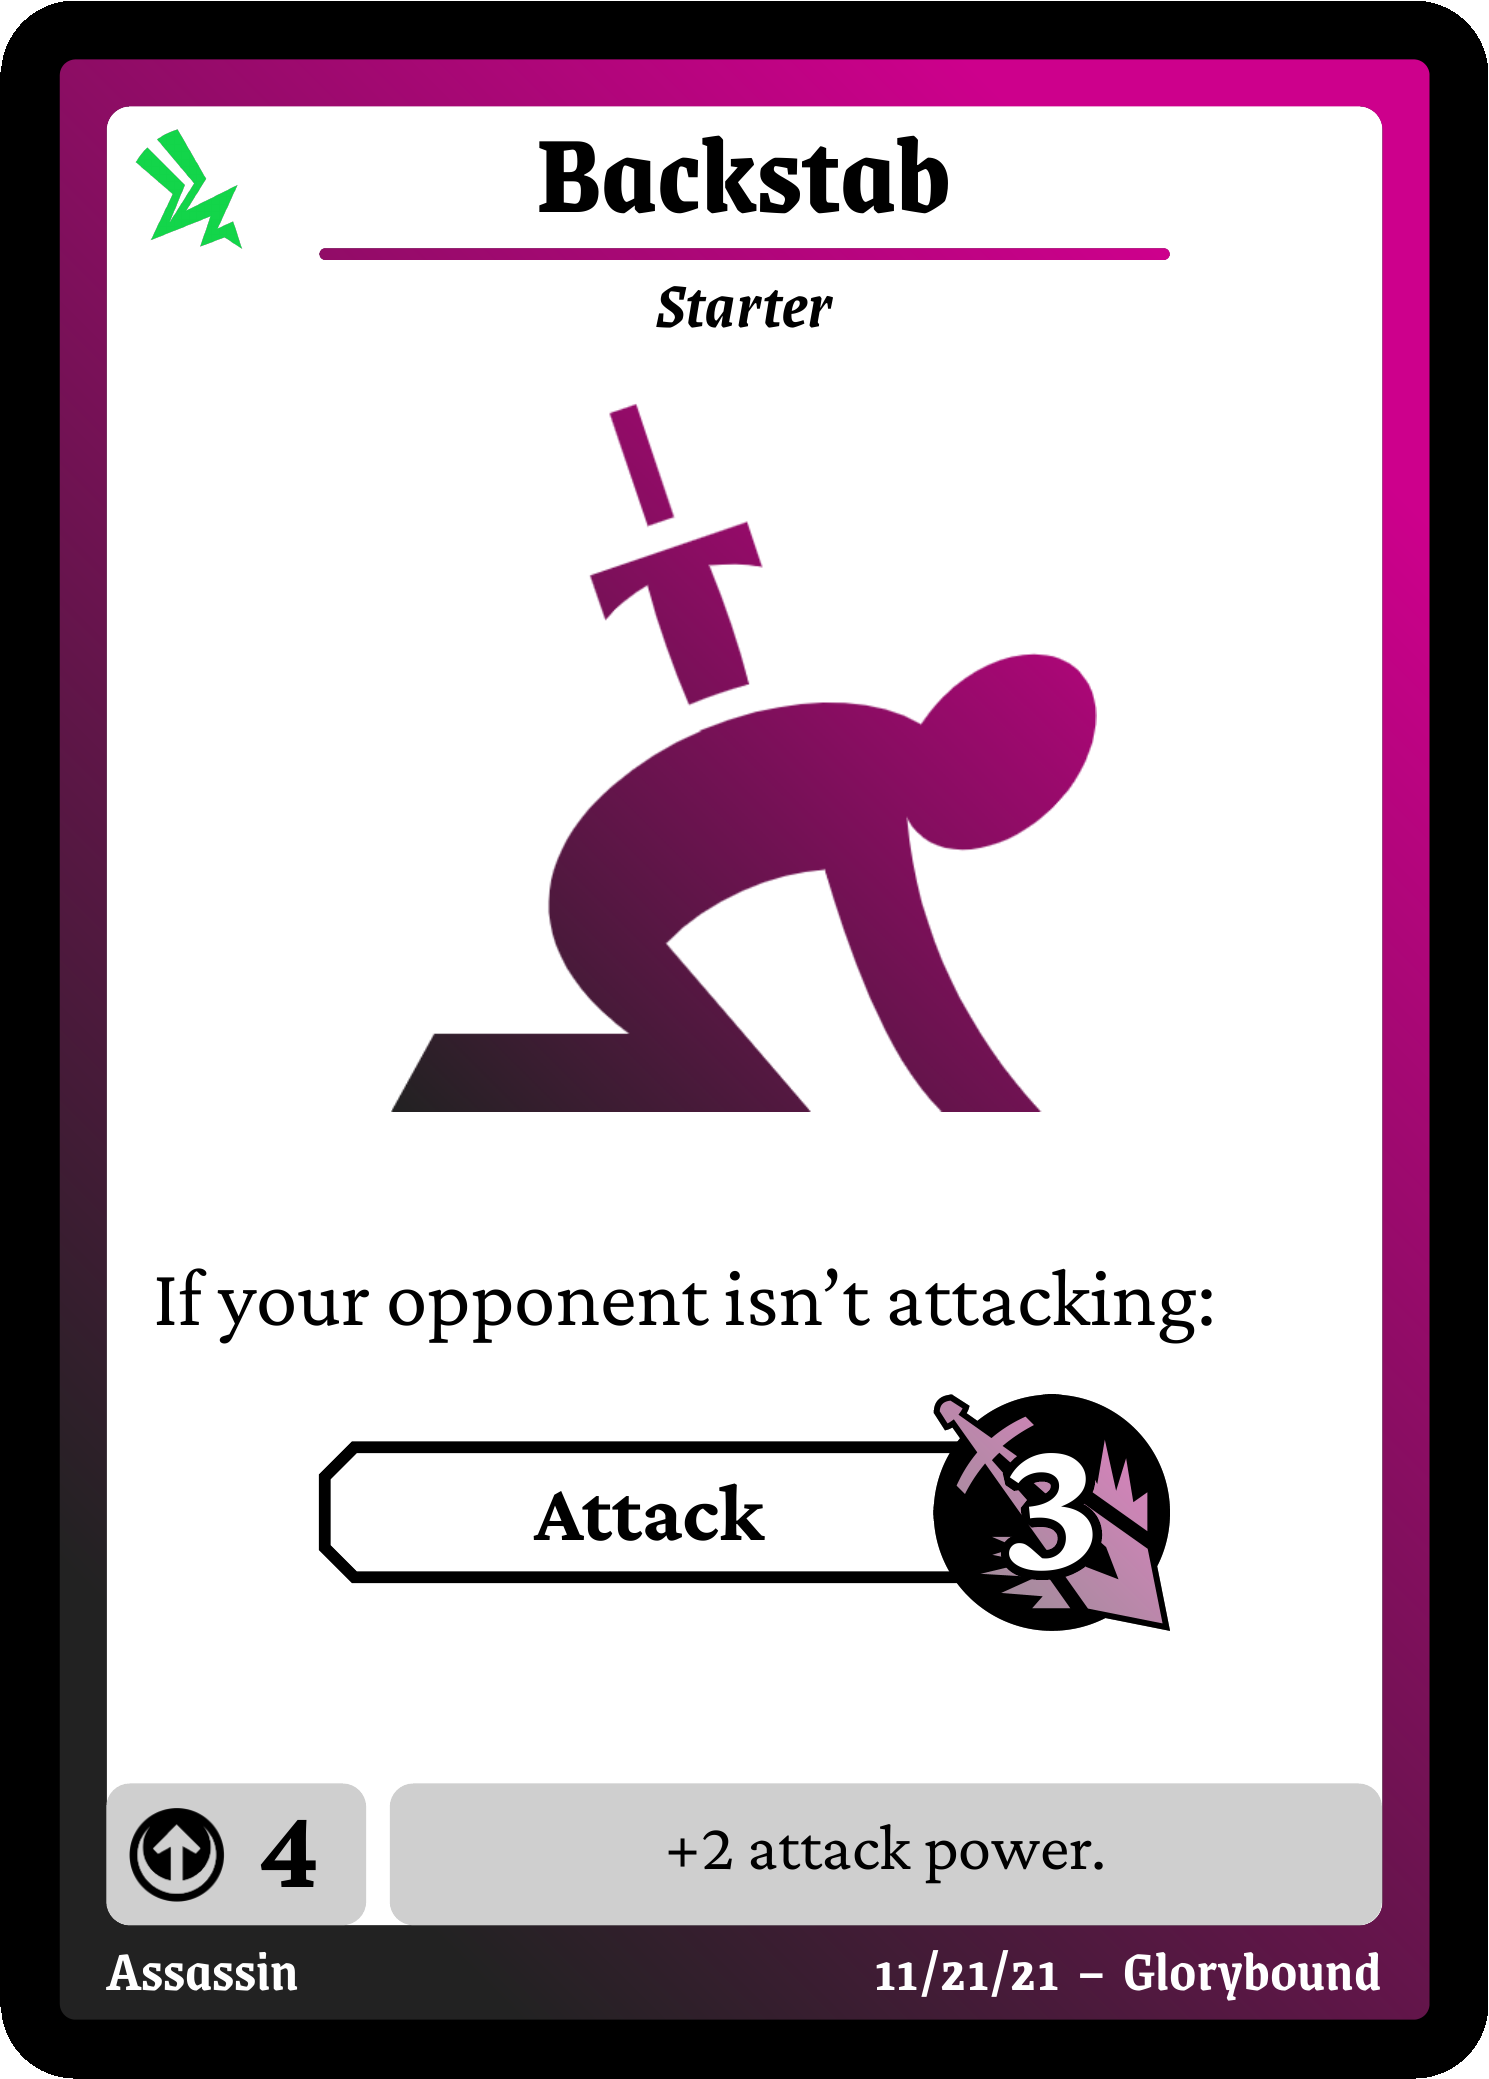 Backstab
Starter
If your opponent isn’t attacking:
Attack 3
4 +2 attack power.
Assassin 11/21/21 – Glorybound